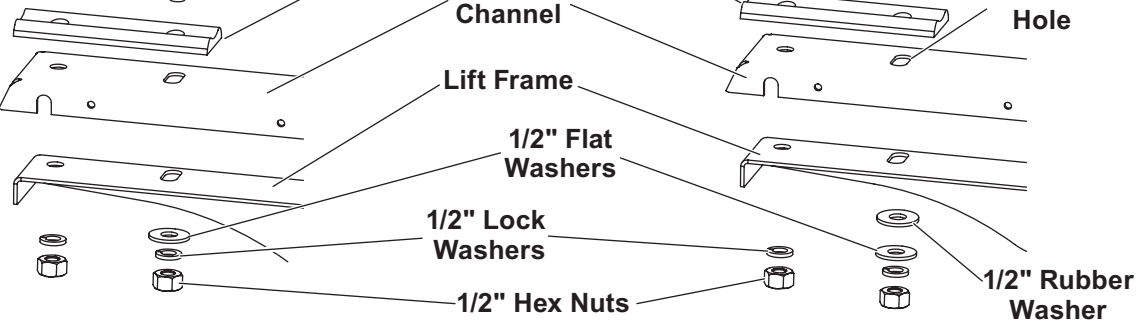 Channel
Hole
Lift Frame
1/2" Flat
Washers
1/2" Lock
Washers
1/2" Hex Nuts
1/2" Rubber
Washer